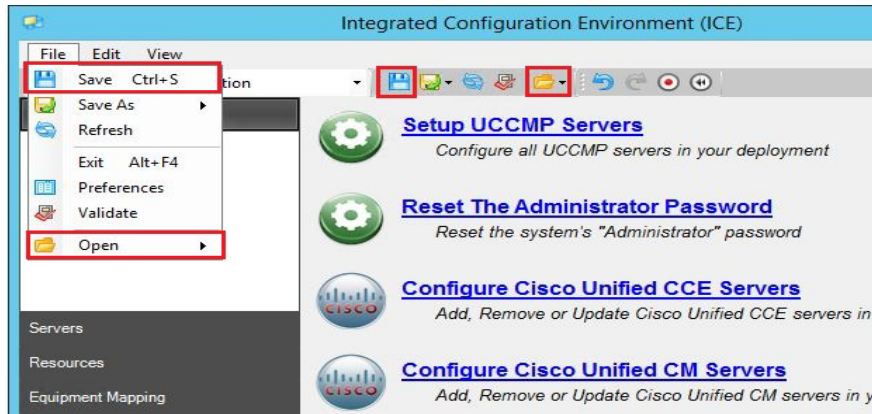 Integrated Configuration Environment (ICE)
File Edit View
Save Ctrl+S
tion
Save As
Refresh
Exit Alt+F4
Preferences
Validate
Open
Servers
Resources
Equipment Mapping
Setup UCCMP Servers
Configure all UCCMP servers in your deployment
Reset The Administrator Password
Reset the system's "Administrator" password
CISCO
Configure Cisco Unified CCE Servers
Add, Remove or Update Cisco Unified CCE servers in
CISCO
Configure Cisco Unified CM Servers
Add, Remove or Update Cisco Unified CM servers in y